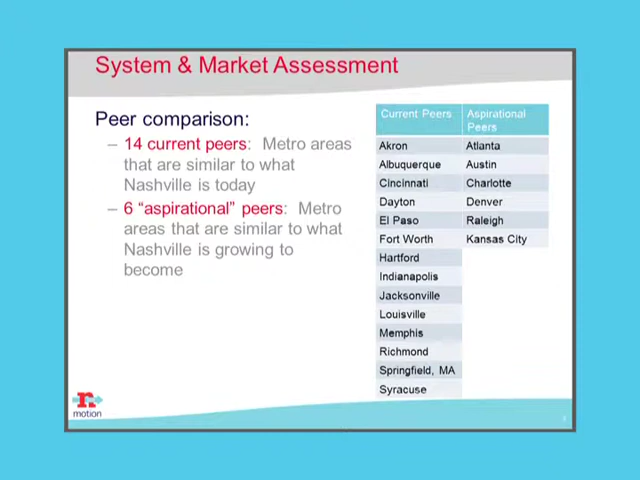 System & Market Assessment
Peer comparison:
– 14 current peers: Metro areas
that are similar to what
Nashville is today
– 6 “aspirational” peers: Metro
areas that are similar to what
Nashville is growing to
become
Current Peers Aspirational
Peers
Akron Atlanta
Albuquerque Austin
Cincinnati Charlotte
Dayton Denver
El Paso Raleigh
Fort Worth Kansas City
Hartford
Indianapolis
Jacksonville
Louisville
Memphis
Richmond
Springfield, MA
Syracuse
n
motion